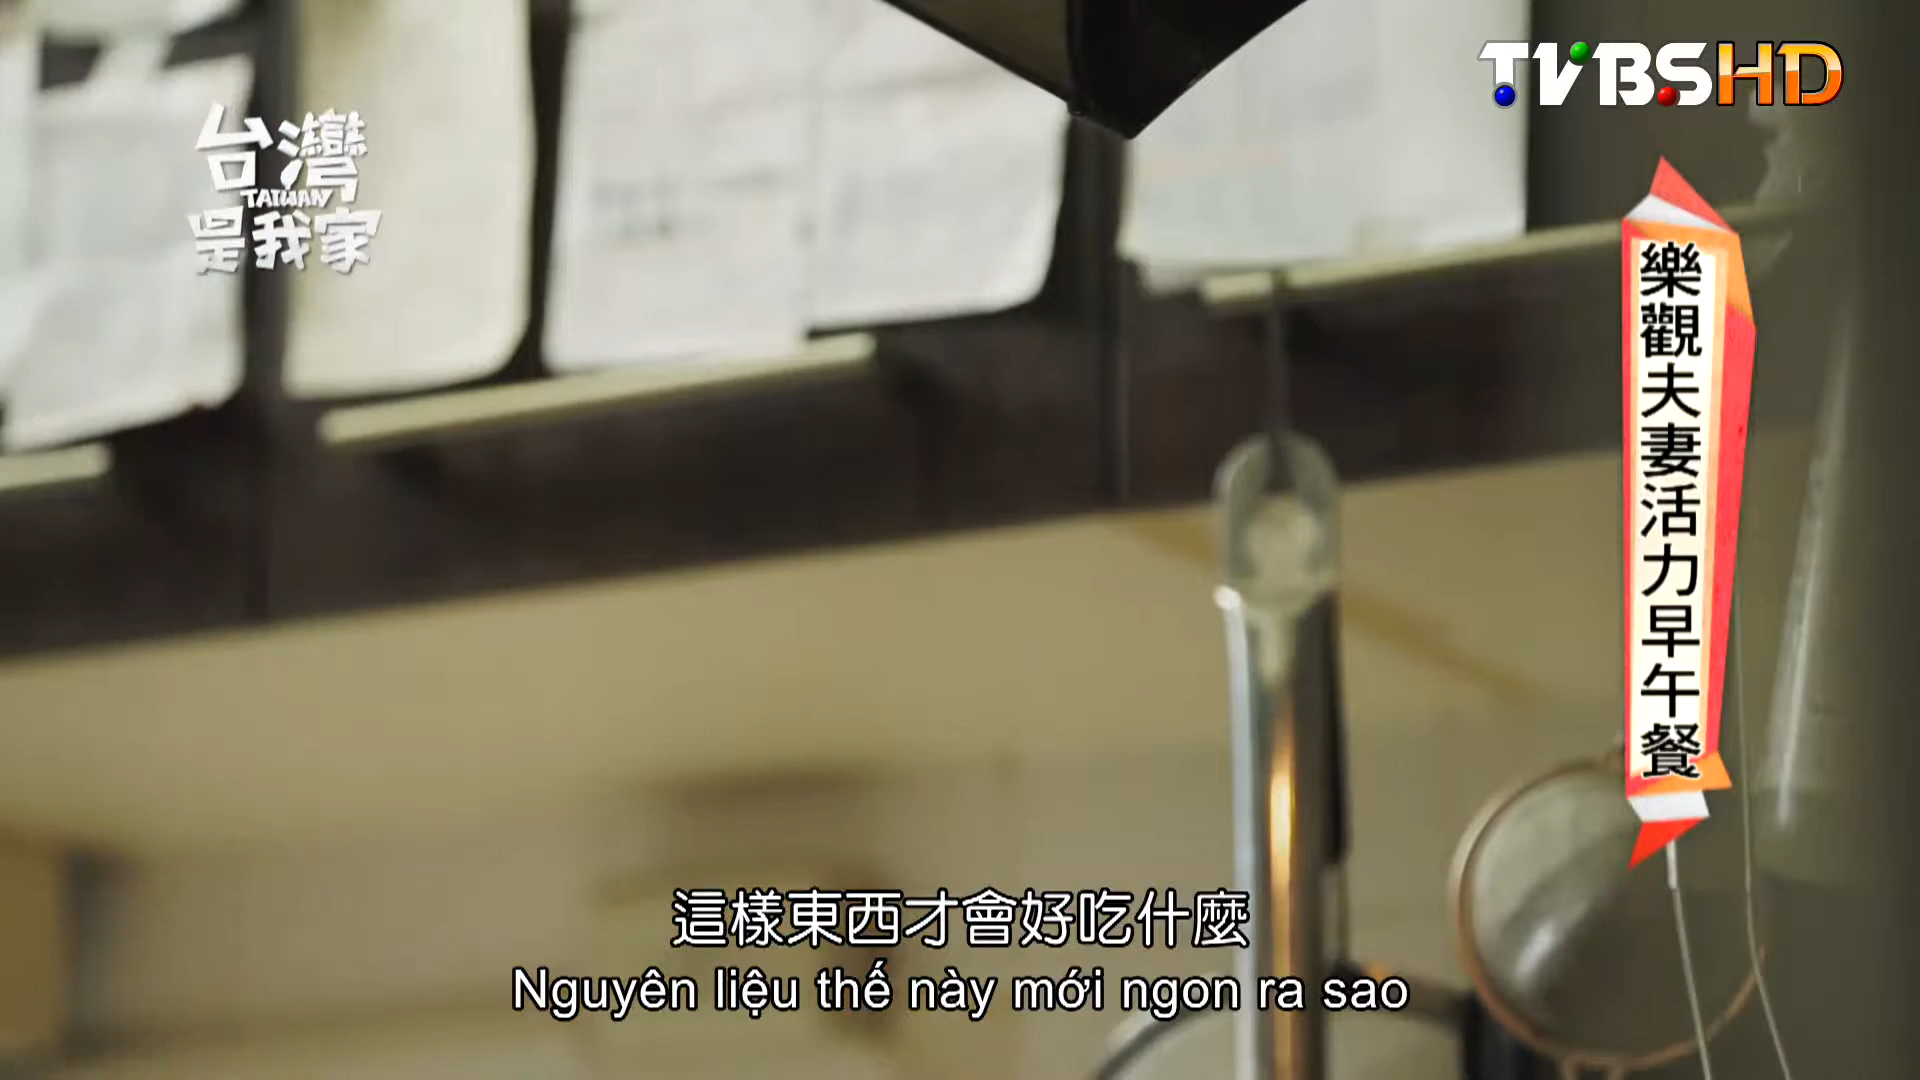 TVBSHD
台灣
TAIWAN
是我家
樂觀夫妻活力早午餐
這樣東西才會好吃什麼
Nguyên liệu thế này mới ngon ra sao